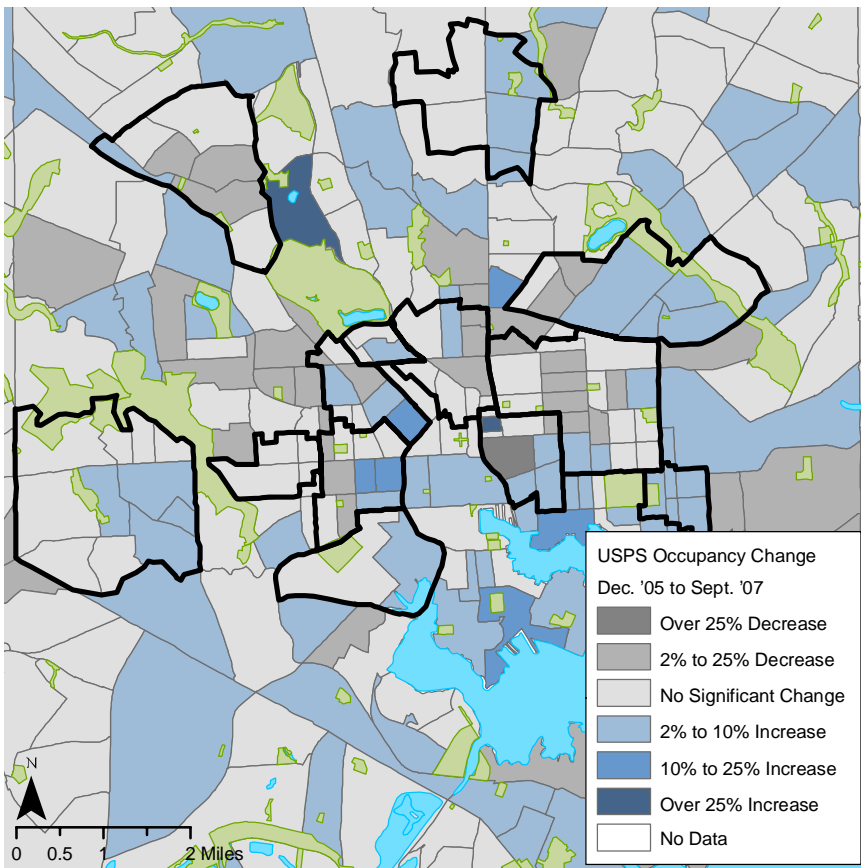 USPS Occupancy Change
Dec. '05 to Sept. '07
Over 25% Decrease
2% to 25% Decrease
No Significant Change
2% to 10% Increase
10% to 25% Increase
Over 25% Increase
No Data
N
0 0.5 1 2 Miles